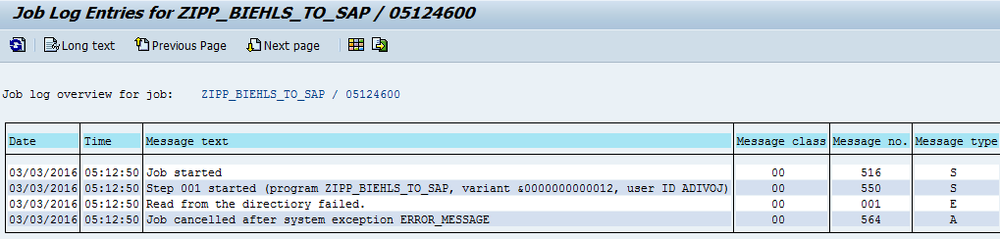 Job Log Entries for ZIPP_BIEHLS_TO_SAP / 05124600
Long text Previous Page Next page
Job log overview for job: ZIPP_BIEHLS_TO_SAP / 05124600
Date Time Message text Message class Message no. Message type
03/03/2016 05:12:50 Job started 00 516 S
03/03/2016 05:12:50 Step 001 started (program ZIPP_BIEHLS_TO_SAP, variant &0000000000012, user ID ADIVOJ) 00 550 S
03/03/2016 05:12:50 Read from the directiory failed. 00 001 E
03/03/2016 05:12:50 Job cancelled after system exception ERROR_MESSAGE 00 564 A